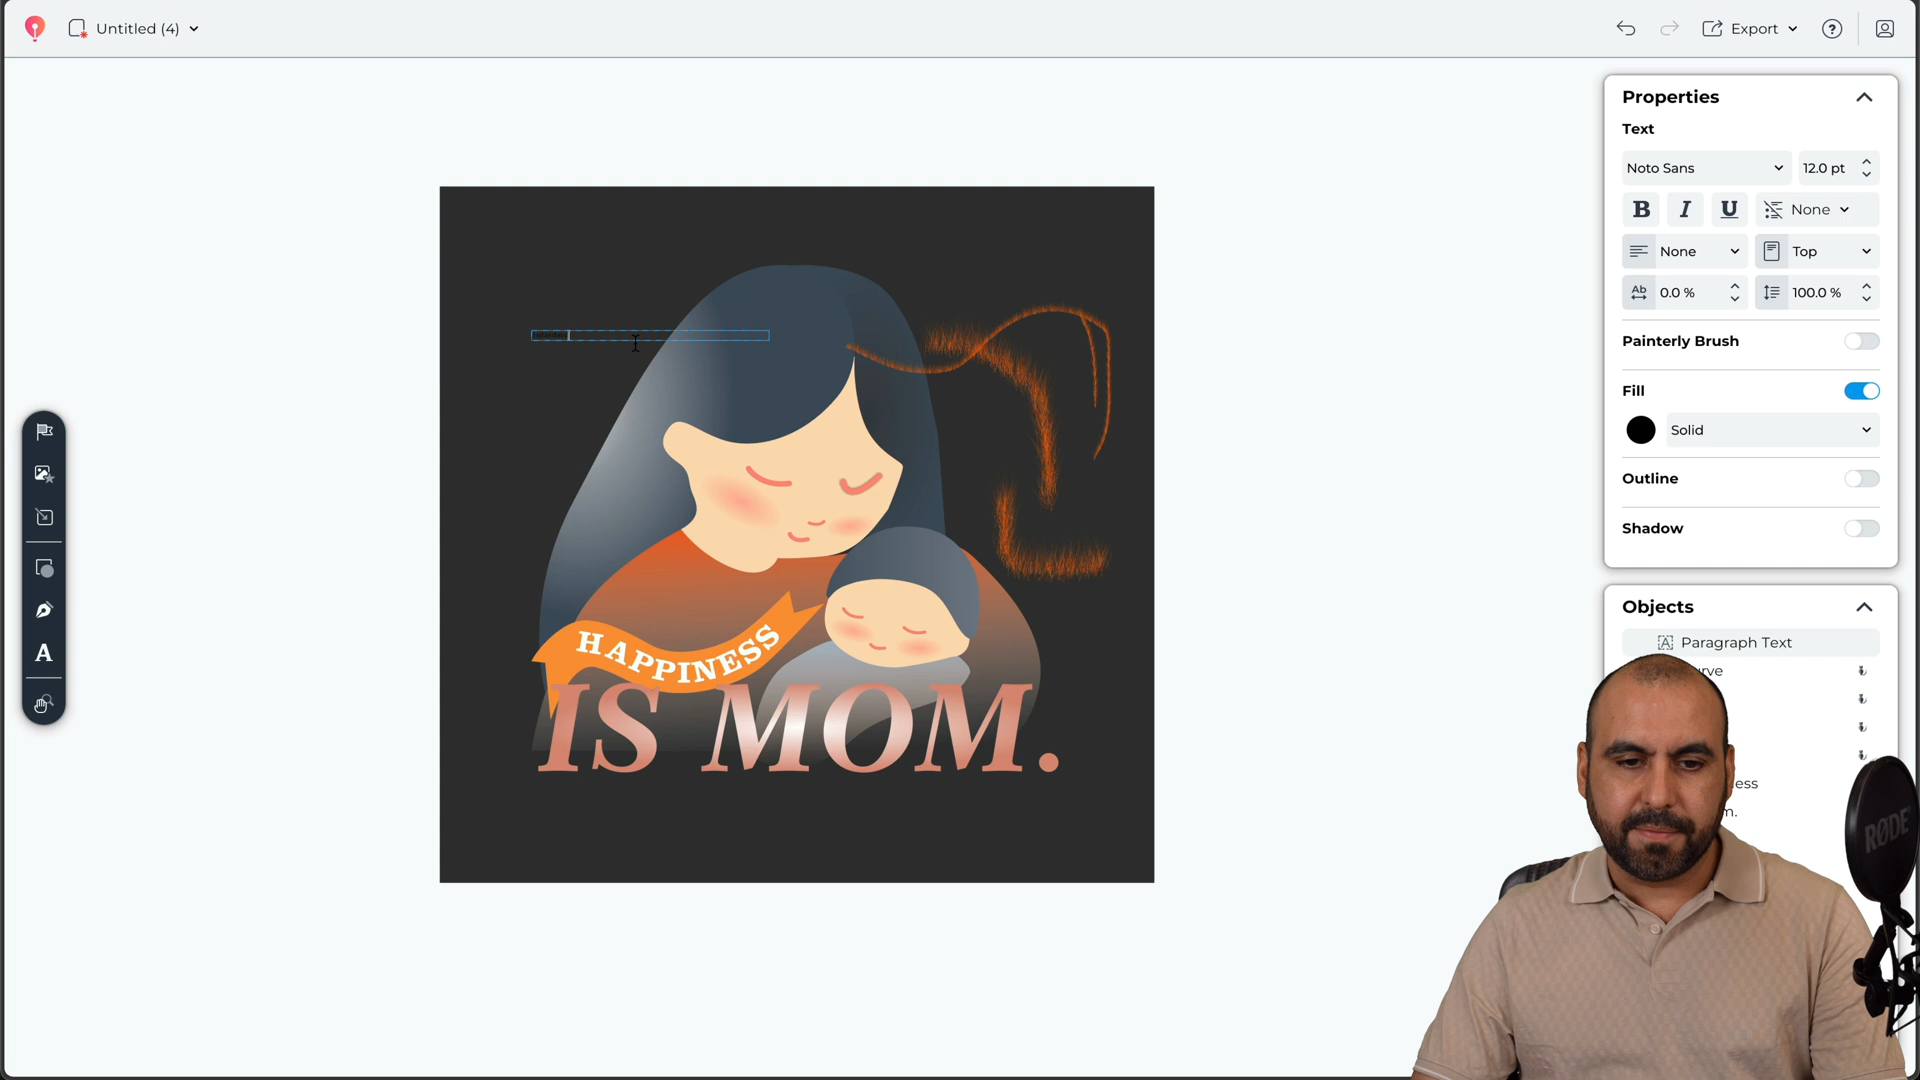 Untitled (4)
Export
Properties
Text
Noto Sans
12.0 pt
B I U None
None
Top
Ab 0.0 %
100.0 %
Painterly Brush
Fill
Solid
Outline
Shadow
Objects
Paragraph Text
A
HAPPINESS
IS MOM.
RØDE